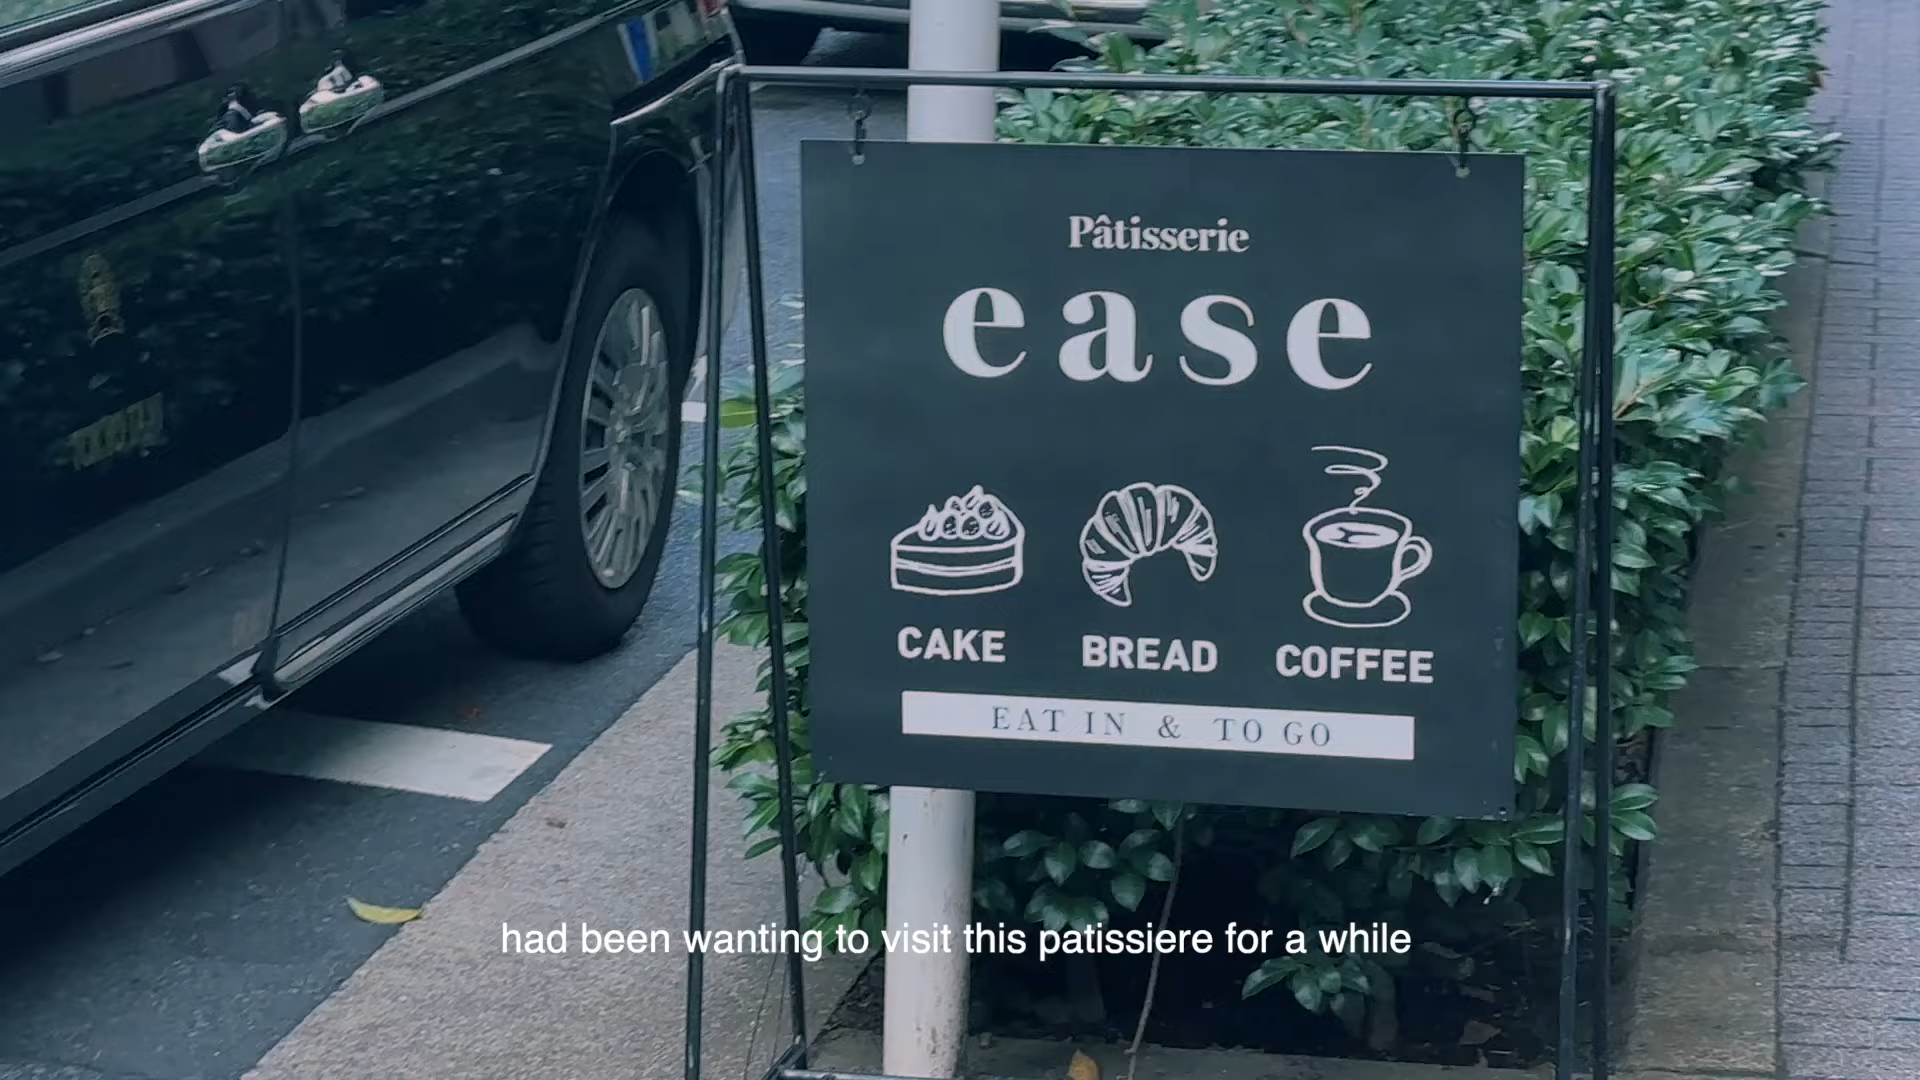 Pâtisserie
ease
CAKE BREAD COFFEE
EAT IN & TO GO
had been wanting to visit this patissiere for a while